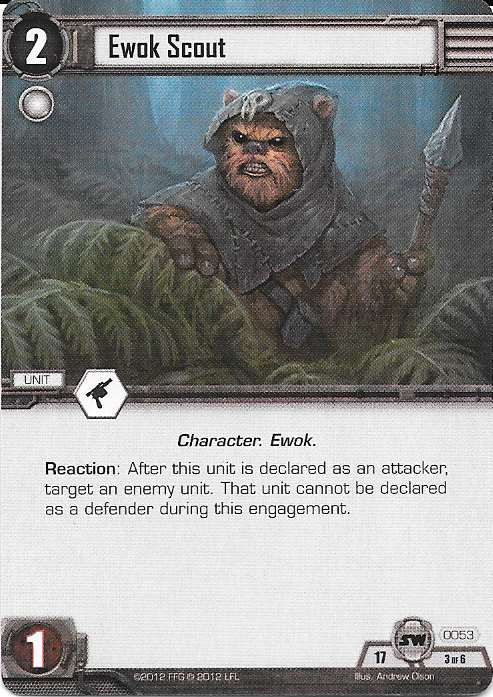 2
Ewok Scout
UNIT
Character. Ewok.
Reaction: After this unit is declared as an attacker,
target an enemy unit. That unit cannot be declared
as a defender during this engagement.
1
SW
0053
17
3 OF 6
©2012 FFG © 2012 LFL
Illus. Andrew Olson